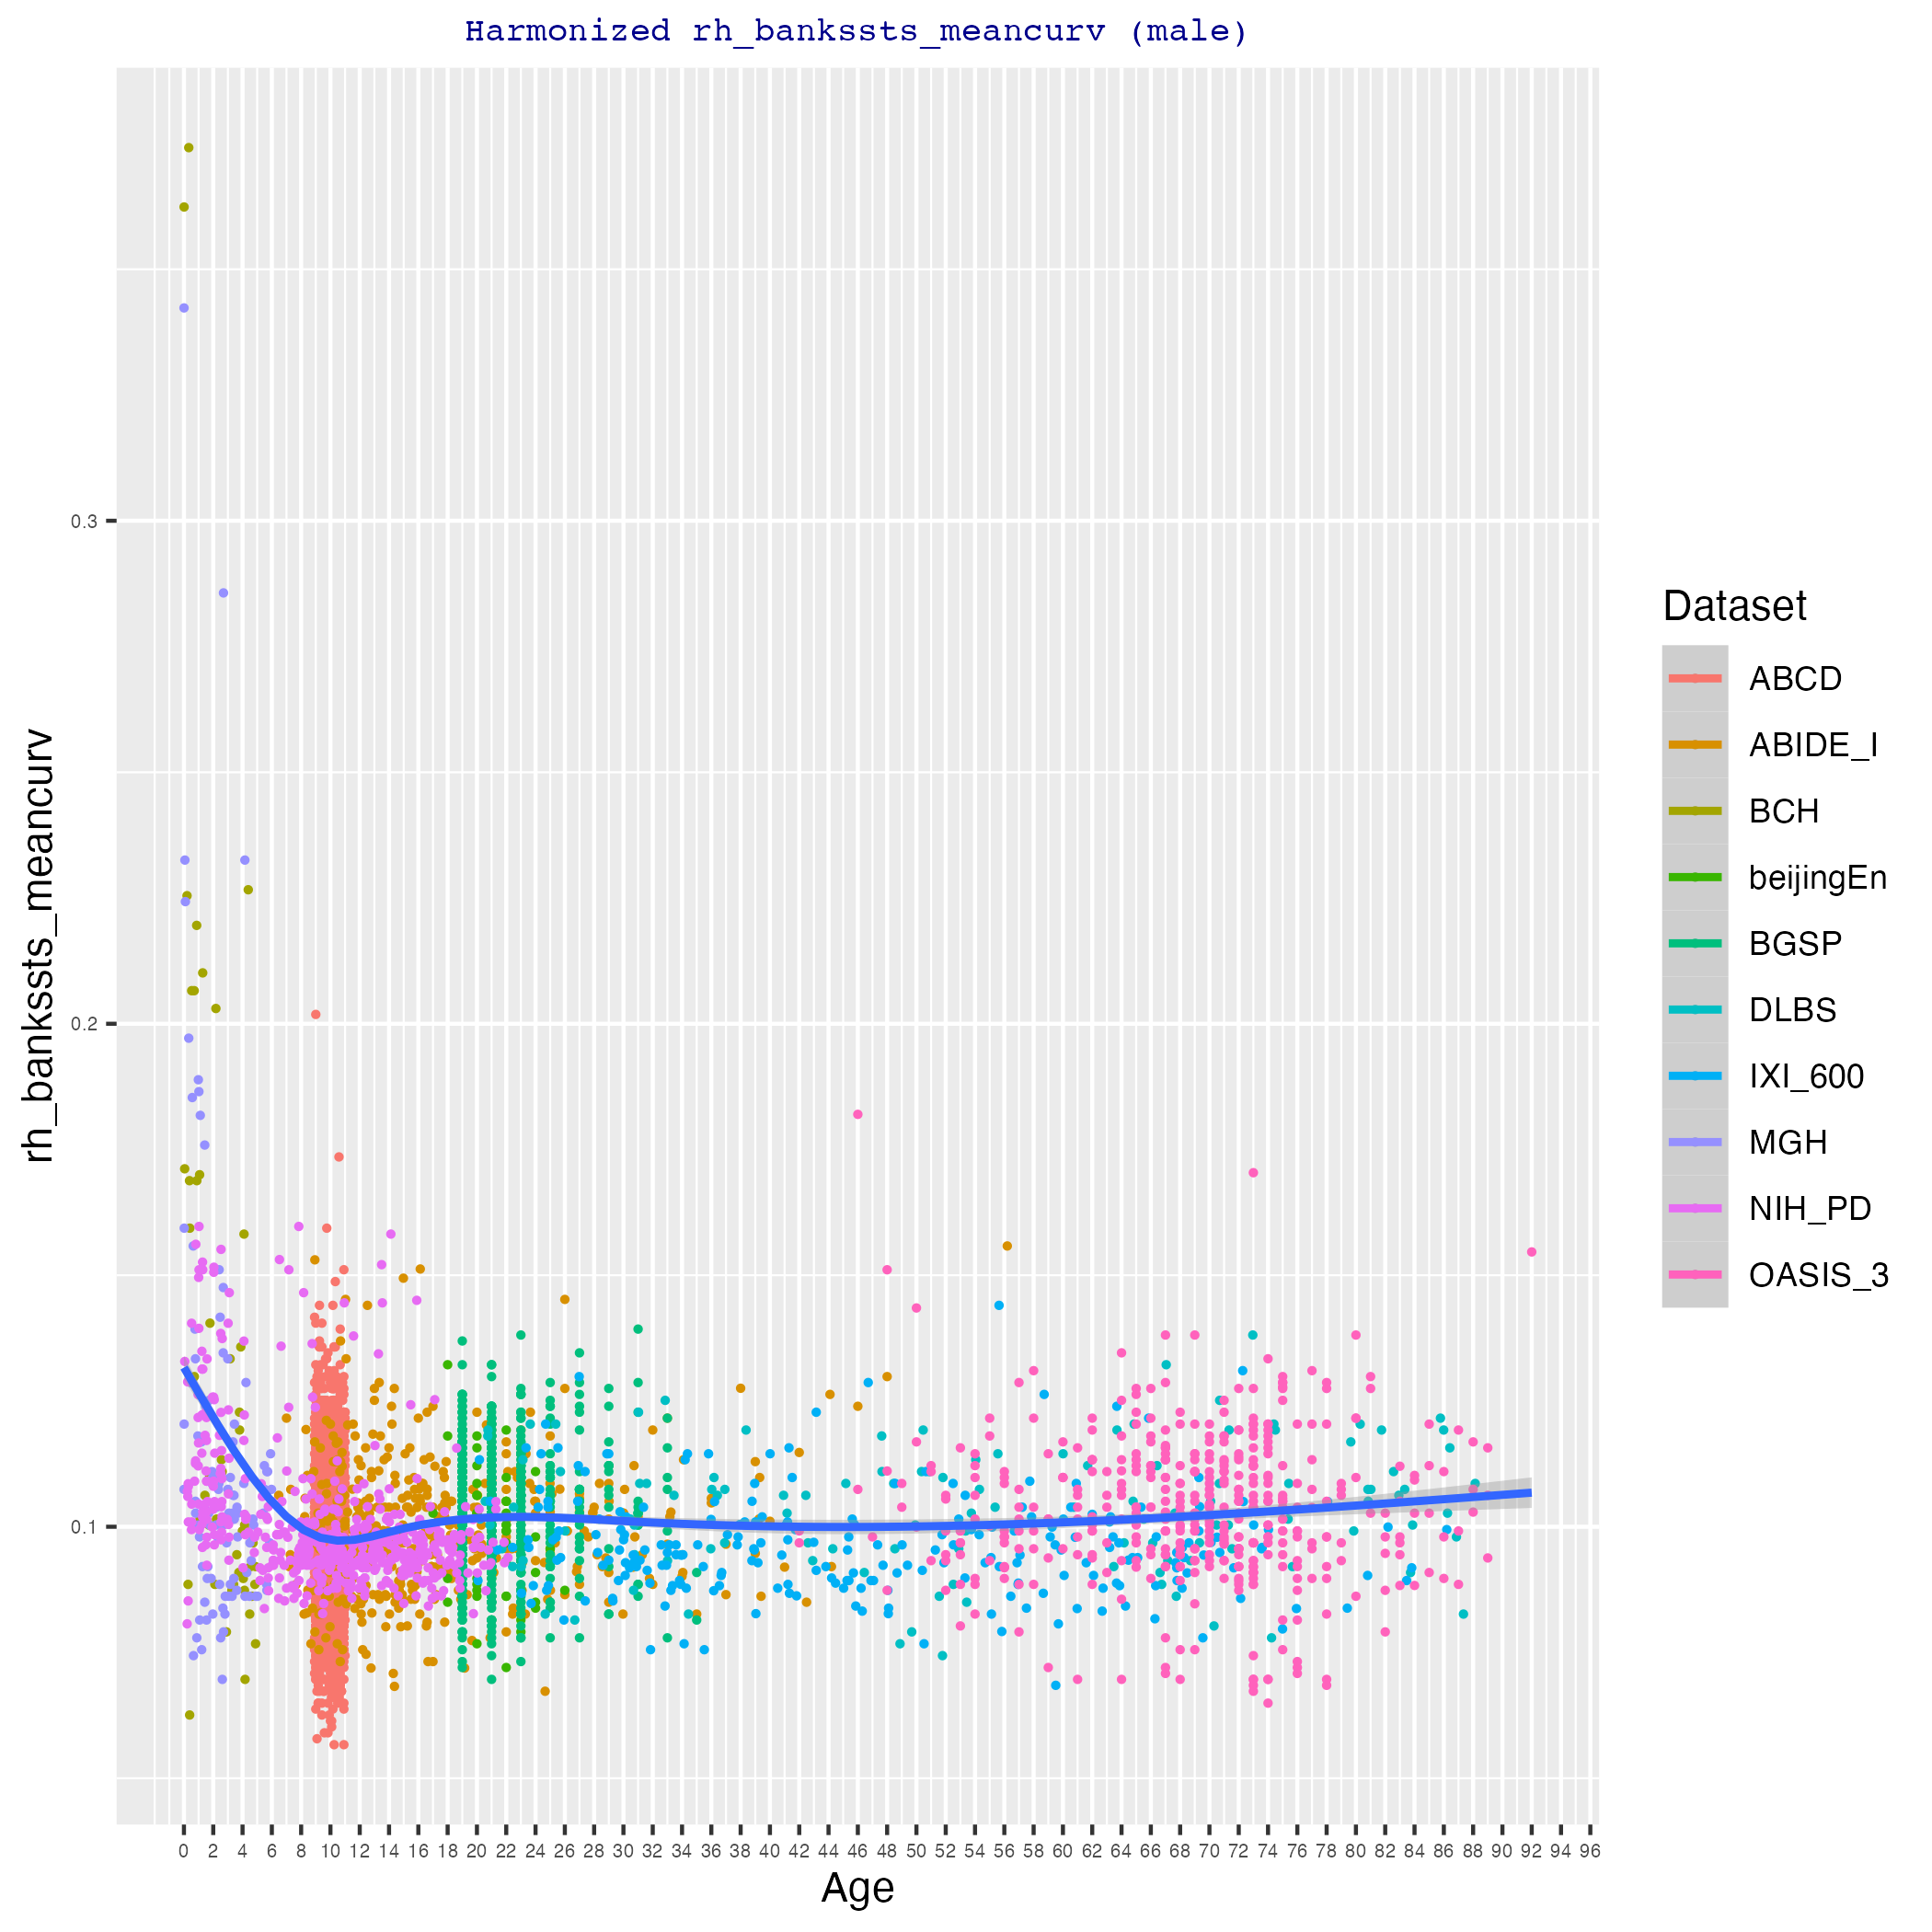 Harmonized rh_bankssts_meancurv (male)
rh_bankssts_meancurv
0.3
0.2
0.1
0 2 4 6 8 10 12 14 16 18 20 22 24 26 28 30 32 34 36 38 40 42 44 46 48 50 52 54 56 58 60 62 64 66 68 70 72 74 76 78 80 82 84 86 88 90 92 94 96
Age
Dataset
ABCD
ABIDE_I
BCH
beijingEn
BGSP
DLBS
IXI_600
MGH
NIH_PD
OASIS_3